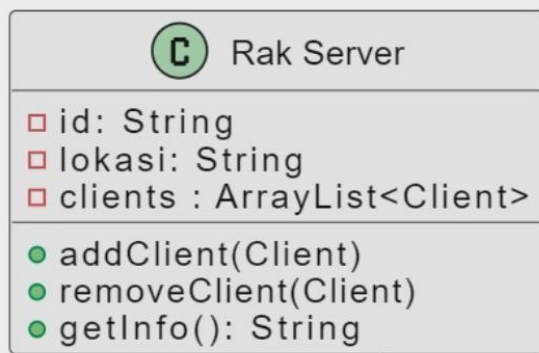 C Rak Server
id: String
lokasi: String
clients : ArrayList<Client>
addClient(Client)
removeClient(Client)
getInfo(): String